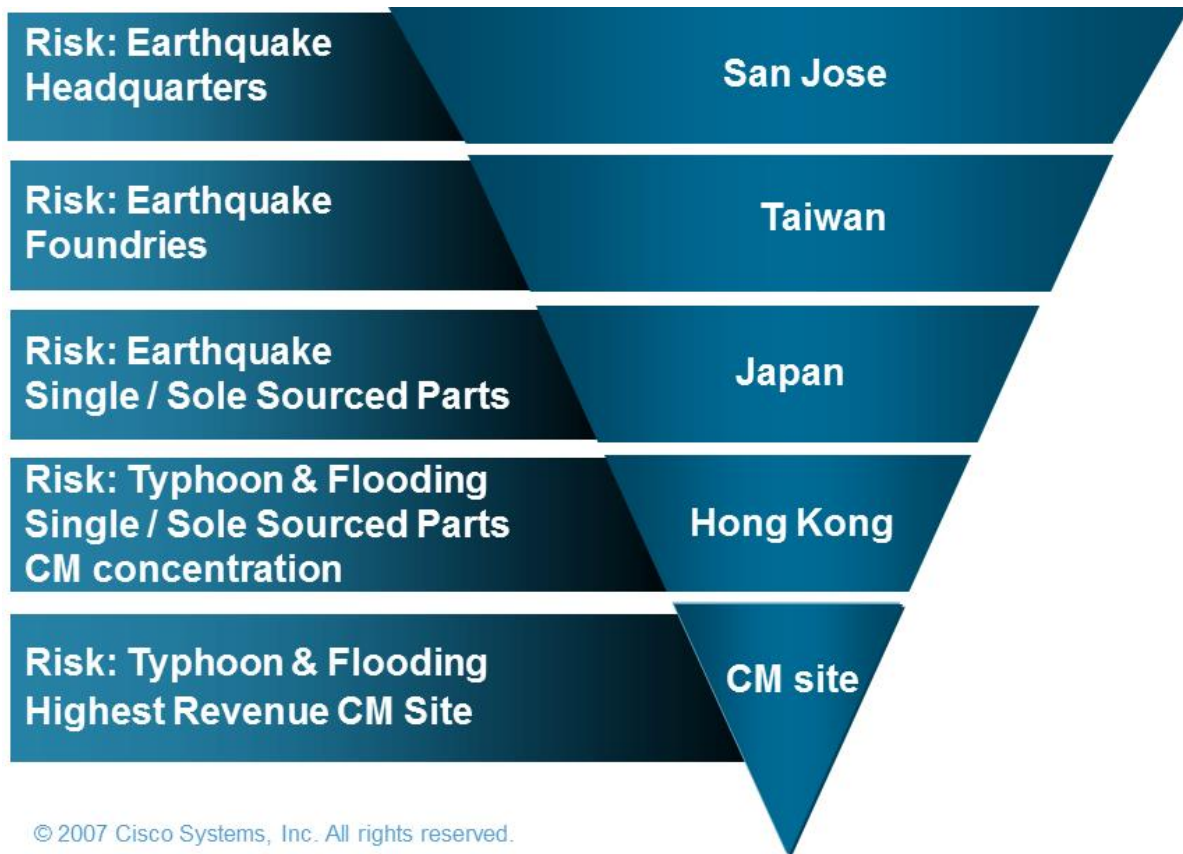 Risk: Earthquake
Headquarters
San Jose
Risk: Earthquake
Foundries
Taiwan
Risk: Earthquake
Single / Sole Sourced Parts
Japan
Risk: Typhoon & Flooding
Single / Sole Sourced Parts
CM concentration
Hong Kong
Risk: Typhoon & Flooding
Highest Revenue CM Site
CM site
© 2007 Cisco Systems, Inc. All rights reserved.